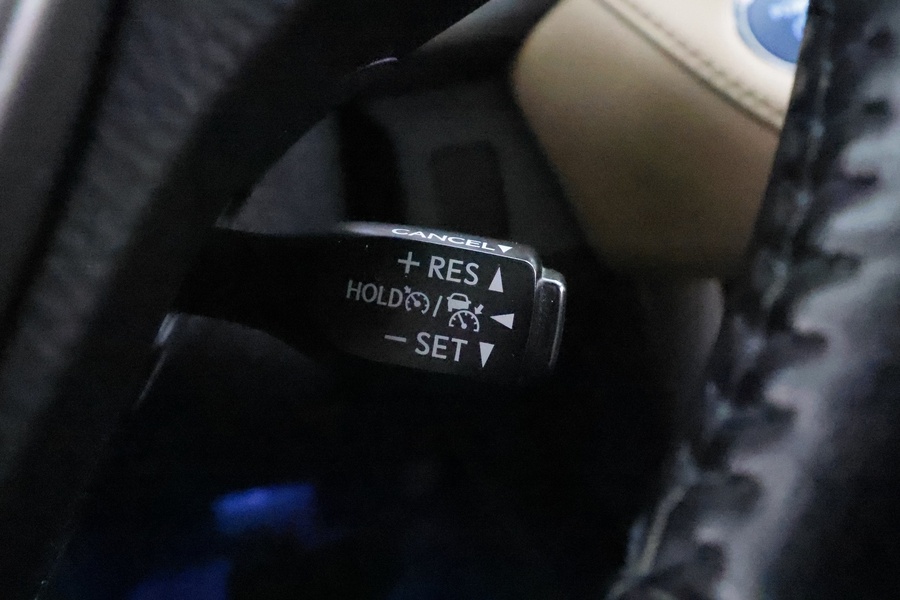 CANCEL▼
+ RES ▲
HOLD / ◀
− SET ▼